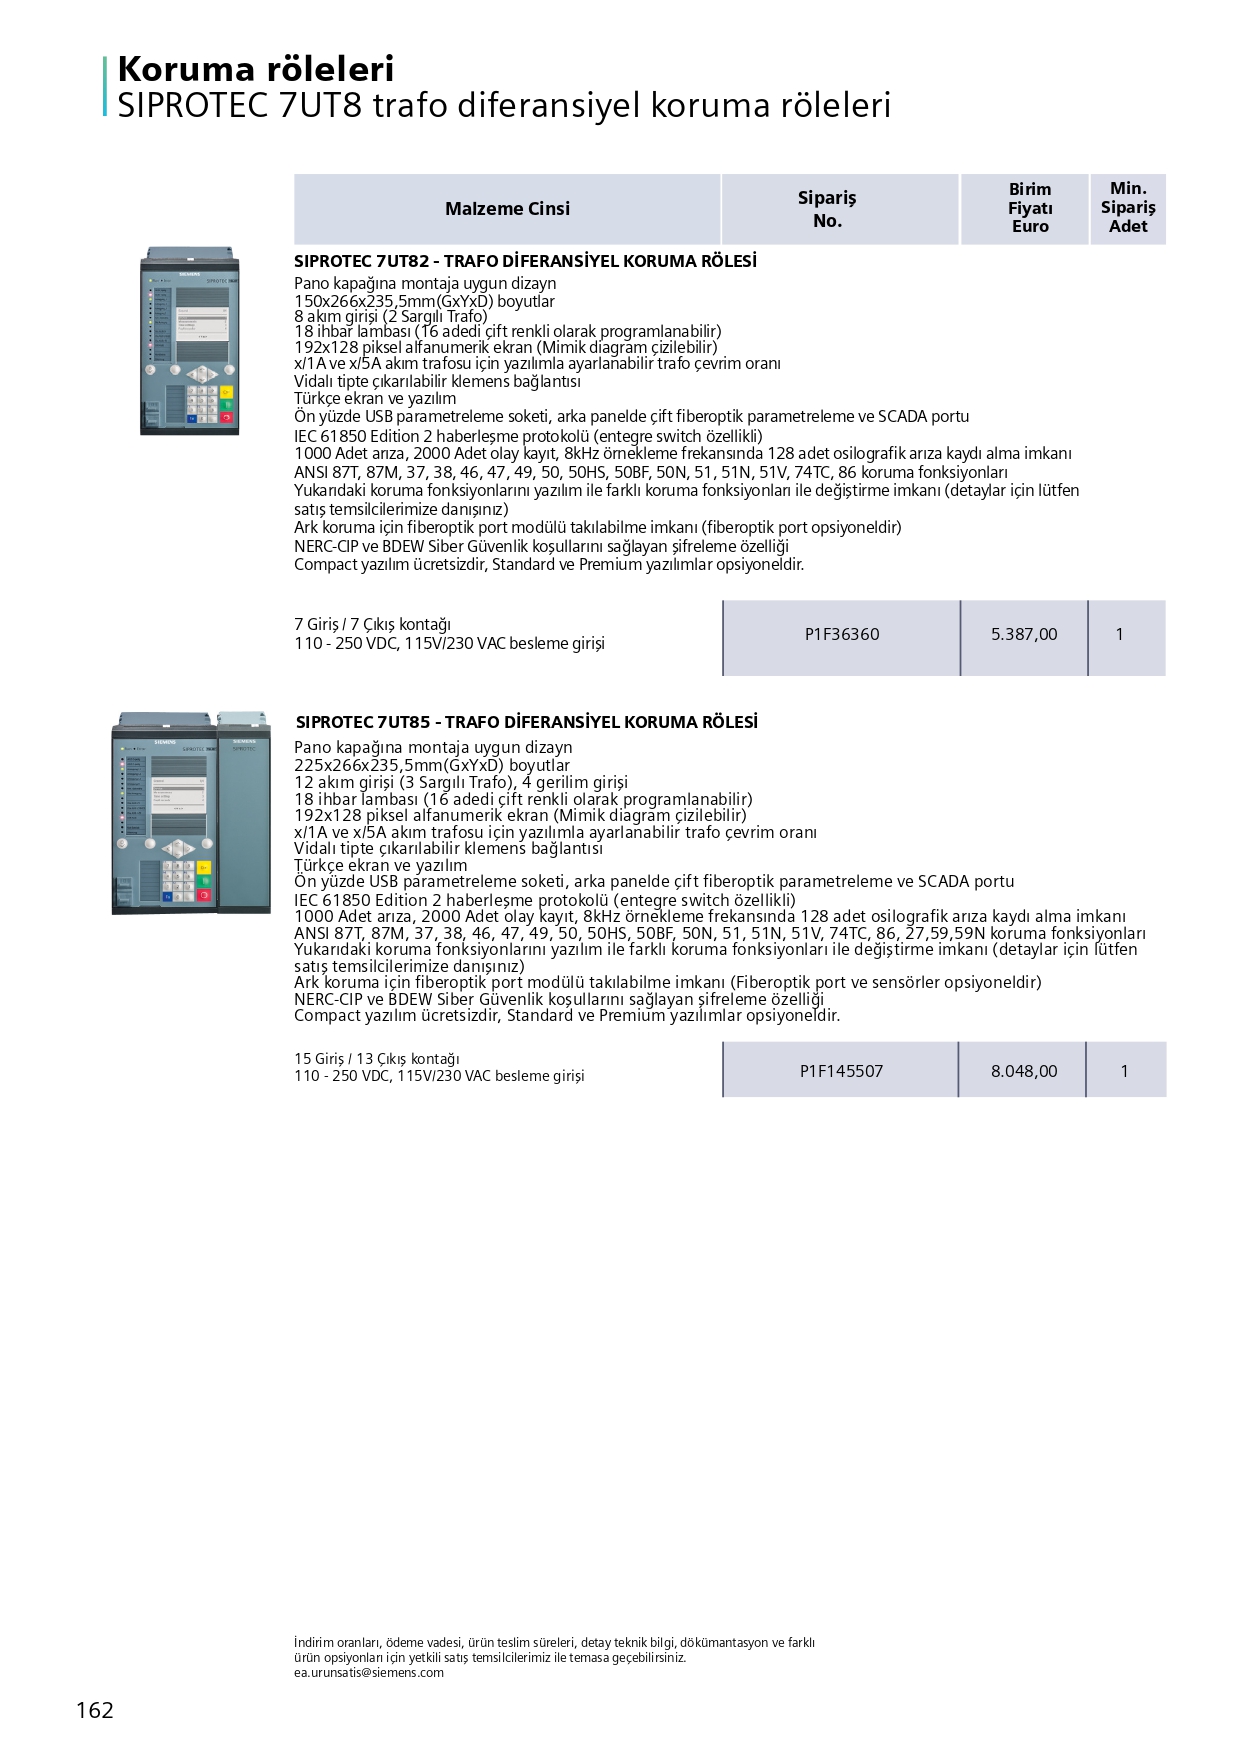 Koruma röleleri
SIPROTEC 7UT8 trafo diferansiyel koruma röleleri
Malzeme Cinsi
Sipariş
No.
Birim
Fiyatı
Euro
Min.
Sipariş
Adet
SIPROTEC 7UT82 - TRAFO DİFERANSİYEL KORUMA RÖLESİ
Pano kapağına montaja uygun dizayn
150x266x235,5mm(GxYxD) boyutlar
8 akım girişi (2 Sargılı Trafo)
18 ihbar lambası (16 adedi çift renkli olarak programlanabilir)
192x128 piksel alfanumerik ekran (Mimik diagram çizilebilir)
x/1A ve x/5A akım trafosu için yazılımla ayarlanabilir trafo çevrim oranı
Vidalı tipte çıkarılabilir klemens bağlantısı
Türkçe ekran ve yazılım
Ön yüzde USB parametreleme soketi, arka panelde çift fiberoptik parametreleme ve SCADA portu
IEC 61850 Edition 2 haberleşme protokolü (entegre switch özellikli)
1000 Adet arıza, 2000 Adet olay kayıt, 8kHz örnekleme frekansında 128 adet osilografik arıza kaydı alma imkanı
ANSI 87T, 87M, 37, 38, 46, 47, 49, 50, 50HS, 50BF, 50N, 51, 51N, 51V, 74TC, 86 koruma fonksiyonları
Yukarıdaki koruma fonksiyonlarını yazılım ile farklı koruma fonksiyonları ile değiştirme imkanı (detaylar için lütfen
satış temsilcilerimize danışınız)
Ark koruma için fiberoptik port modülü takılabilme imkanı (fiberoptik port opsiyoneldir)
NERC-CIP ve BDEW Siber Güvenlik koşullarını sağlayan şifreleme özelliği
Compact yazılım ücretsizdir, Standard ve Premium yazılımlar opsiyoneldir.
7 Giriş / 7 Çıkış kontağı
110 - 250 VDC, 115V/230 VAC besleme girişi
P1F36360
5.387,00
1
SIEMENS
SIPROTEC
SIPROTEC 7UT85 - TRAFO DİFERANSİYEL KORUMA RÖLESİ
Pano kapağına montaja uygun dizayn
225x266x235,5mm(GxYxD) boyutlar
12 akım girişi (3 Sargılı Trafo), 4 gerilim girişi
18 ihbar lambası (16 adedi çift renkli olarak programlanabilir)
192x128 piksel alfanumerik ekran (Mimik diagram çizilebilir)
x/1A ve x/5A akım trafosu için yazılımla ayarlanabilir trafo çevrim oranı
Vidalı tipte çıkarılabilir klemens bağlantısı
Türkçe ekran ve yazılım
Ön yüzde USB parametreleme soketi, arka panelde çift fiberoptik parametreleme ve SCADA portu
IEC 61850 Edition 2 haberleşme protokolü (entegre switch özellikli)
1000 Adet arıza, 2000 Adet olay kayıt, 8kHz örnekleme frekansında 128 adet osilografik arıza kaydı alma imkanı
ANSI 87T, 87M, 37, 38, 46, 47, 49, 50, 50HS, 50BF, 50N, 51, 51N, 51V, 74TC, 86, 27,59,59N koruma fonksiyonları
Yukarıdaki koruma fonksiyonlarını yazılım ile farklı koruma fonksiyonları ile değiştirme imkanı (detaylar için lütfen
satış temsilcilerimize danışınız)
Ark koruma için fiberoptik port modülü takılabilme imkanı (Fiberoptik port ve sensörler opsiyoneldir)
NERC-CIP ve BDEW Siber Güvenlik koşullarını sağlayan şifreleme özelliği
Compact yazılım ücretsizdir, Standard ve Premium yazılımlar opsiyoneldir.
15 Giriş / 13 Çıkış kontağı
110 - 250 VDC, 115V/230 VAC besleme girişi
P1F145507
8.048,00
1
SIEMENS
SIPROTEC
SIEMENS
SIPROTEC
İndirim oranları, ödeme vadesi, ürün teslim süreleri, detay teknik bilgi, dökümantasyon ve farklı
ürün opsiyonları için yetkili satış temsilcilerimiz ile temasa geçebilirsiniz.
ea.urunsatis@siemens.com
162